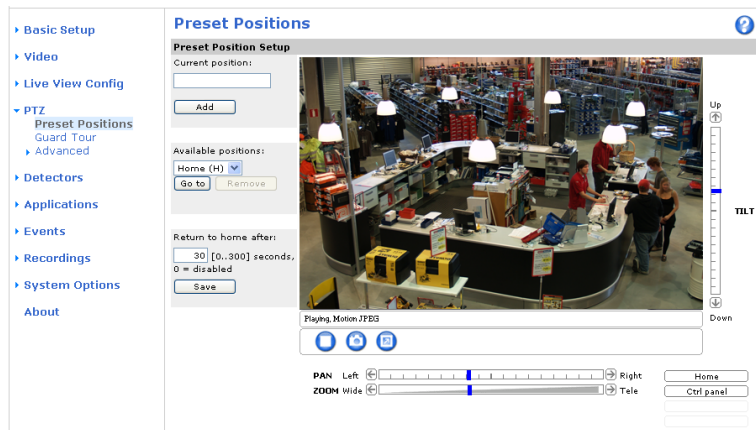 Preset Positions
?
Basic Setup
Video
Live View Config
PTZ
Preset Positions
Guard Tour
Advanced
Detectors
Applications
Events
Recordings
System Options
About
Preset Position Setup
Current position:
Add
Available positions:
Home (H)
Go to Remove
Return to home after:
30 [0..300] seconds,
0 = disabled
Save
Playing, Motion JPEG
Up
TILT
Down
PAN Left Right
ZOOM Wide Tele
Home
Ctrl panel